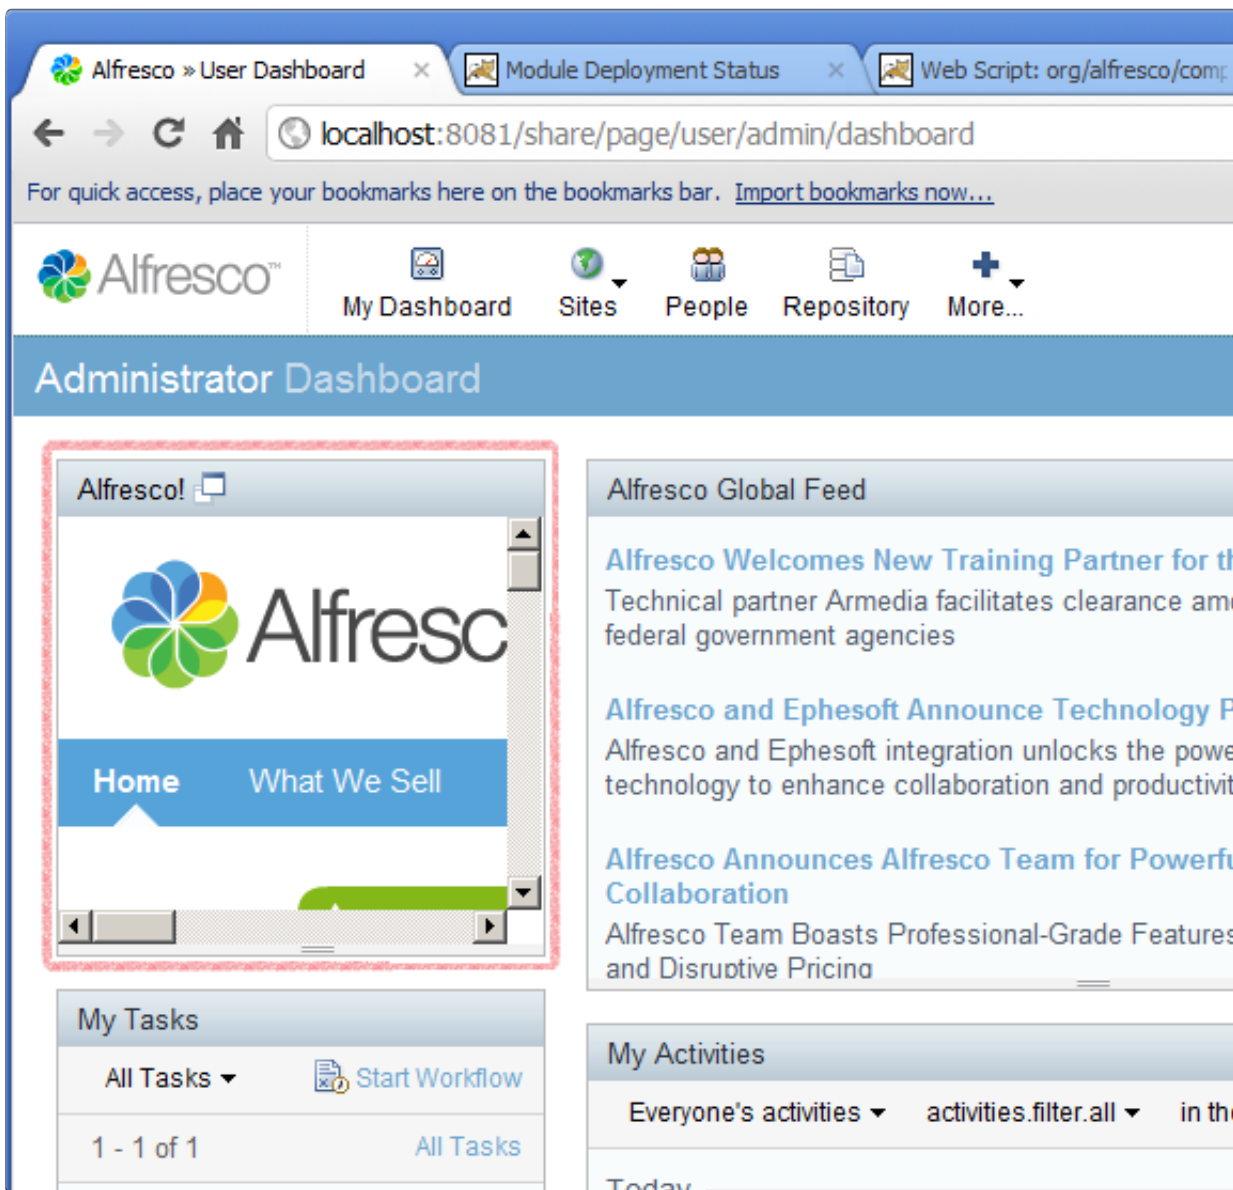 Alfresco » User Dashboard
Module Deployment Status
Web Script: org/alfresco/comp
localhost:8081/share/page/user/admin/dashboard
For quick access, place your bookmarks here on the bookmarks bar. Import bookmarks now...
Alfresco™
My Dashboard
Sites
People
Repository
More...
Administrator Dashboard
Alfresco!
Alfresc
Home
What We Sell
Alfresco Global Feed
Alfresco Welcomes New Training Partner for th
Technical partner Armedia facilitates clearance amo
federal government agencies
Alfresco and Ephesoft Announce Technology P
Alfresco and Ephesoft integration unlocks the powe
technology to enhance collaboration and productivit
Alfresco Announces Alfresco Team for Powerfu
Collaboration
Alfresco Team Boasts Professional-Grade Features
and Disruptive Pricing
My Tasks
All Tasks
Start Workflow
1 - 1 of 1
All Tasks
My Activities
Everyone's activities
activities.filter.all
in the
Today